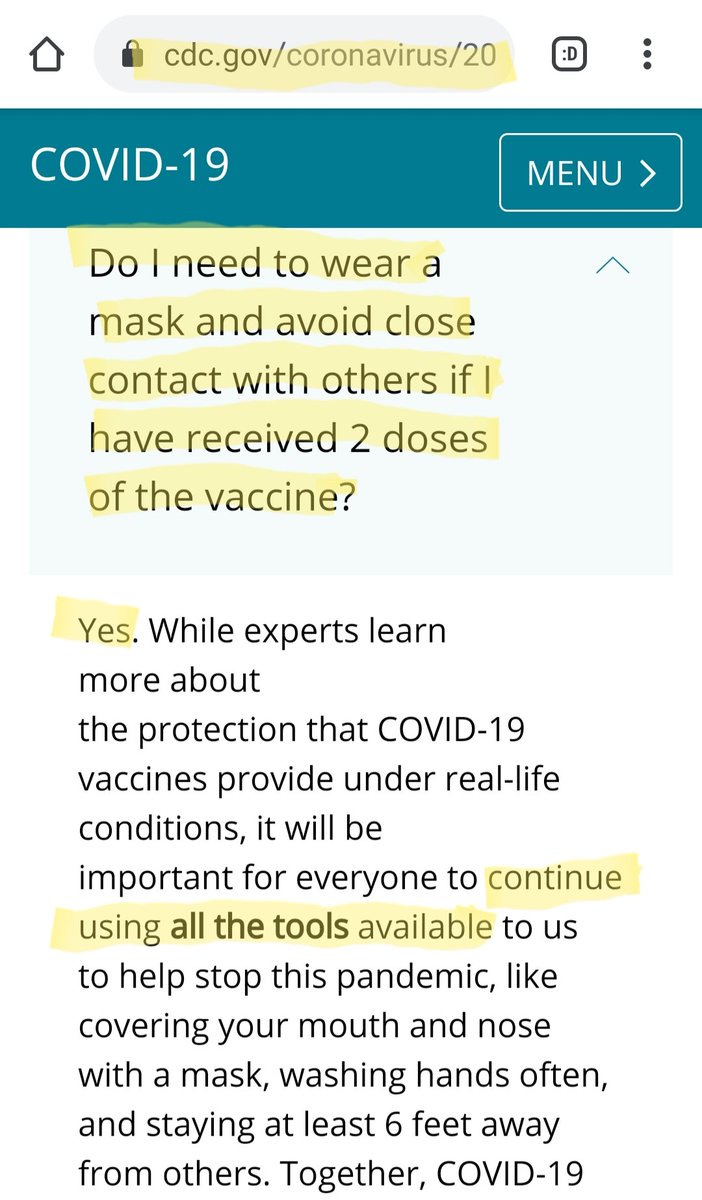 cdc.gov/coronavirus/20
:D
COVID-19
MENU
Do I need to wear a
mask and avoid close
contact with others if I
have received 2 doses
of the vaccine?
Yes. While experts learn
more about
the protection that COVID-19
vaccines provide under real-life
conditions, it will be
important for everyone to continue
using all the tools available to us
to help stop this pandemic, like
covering your mouth and nose
with a mask, washing hands often,
and staying at least 6 feet away
from others. Together, COVID-19